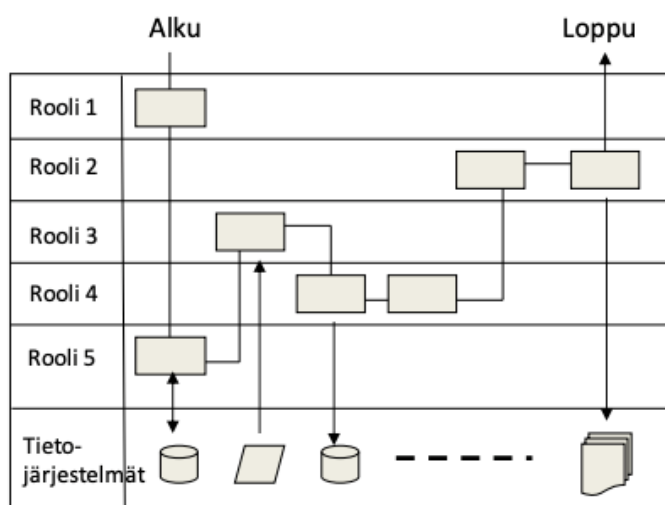 Alku
Loppu
Rooli 1
Rooli 2
Rooli 3
Rooli 4
Rooli 5
Tieto-
järjestelmät